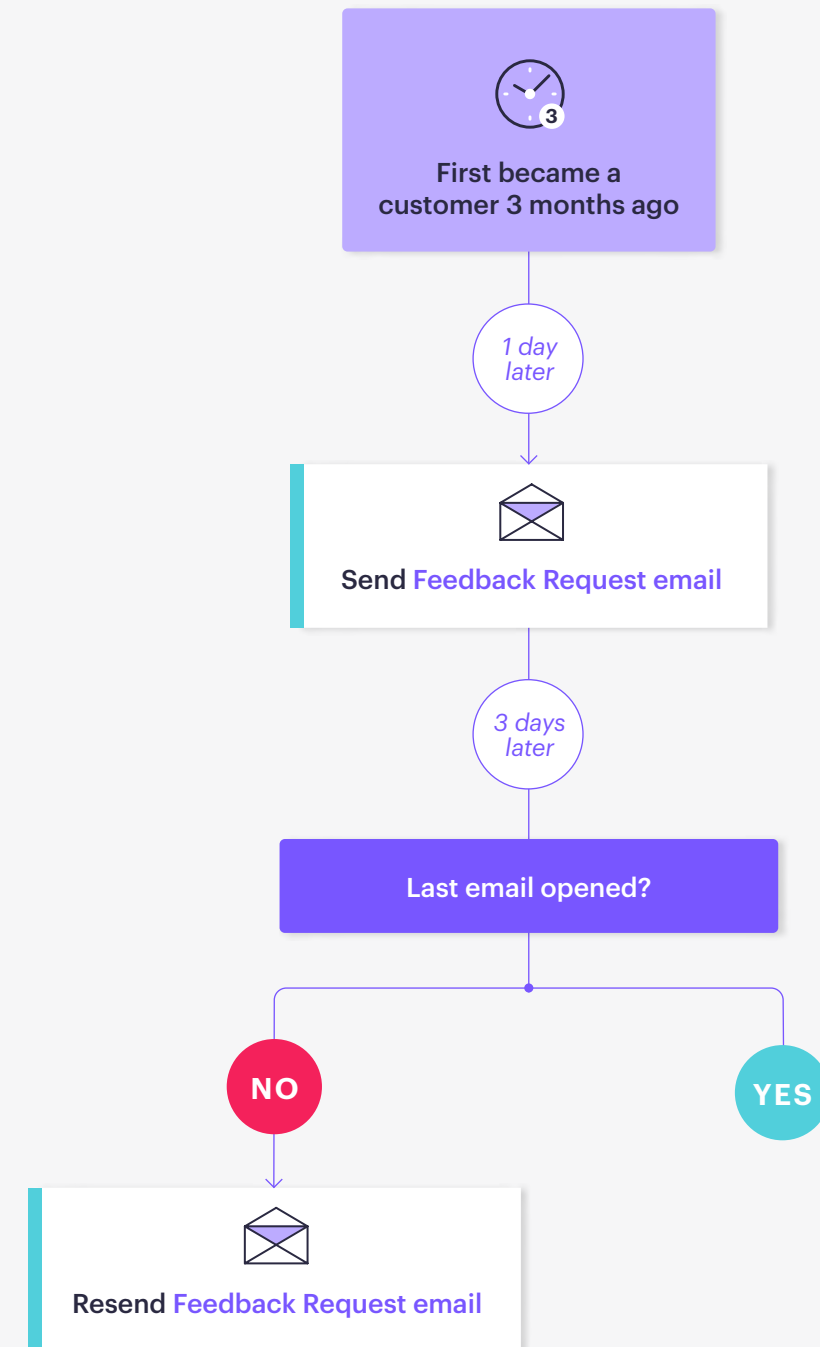 3
First became a
customer 3 months ago
1 day
later
Send Feedback Request email
3 days
later
Last email opened?
NO
YES
Resend Feedback Request email